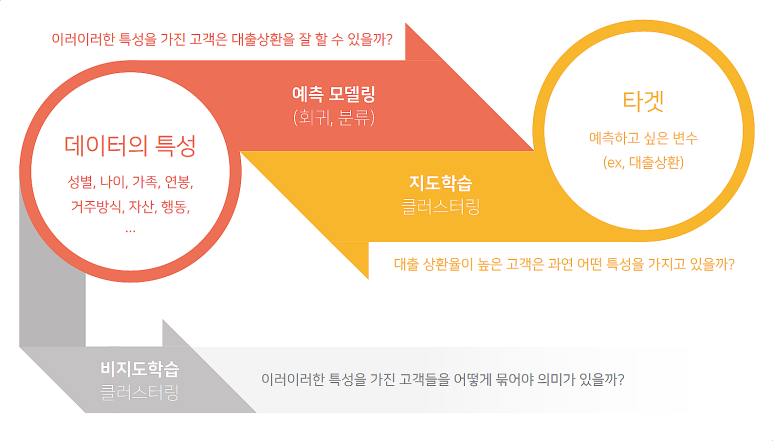 이러이러한 특성을 가진 고객은 대출상환을 잘 할 수 있을까?
예측 모델링
(회귀, 분류)
데이터의 특성
성별, 나이, 가족, 연봉,
거주방식, 자산, 행동,
...
타겟
예측하고 싶은 변수
(ex, 대출상환)
지도학습
클러스터링
대출 상환율이 높은 고객은 과연 어떤 특성을 가지고 있을까?
비지도학습
클러스터링
이러이러한 특성을 가진 고객들을 어떻게 묶어야 의미가 있을까?